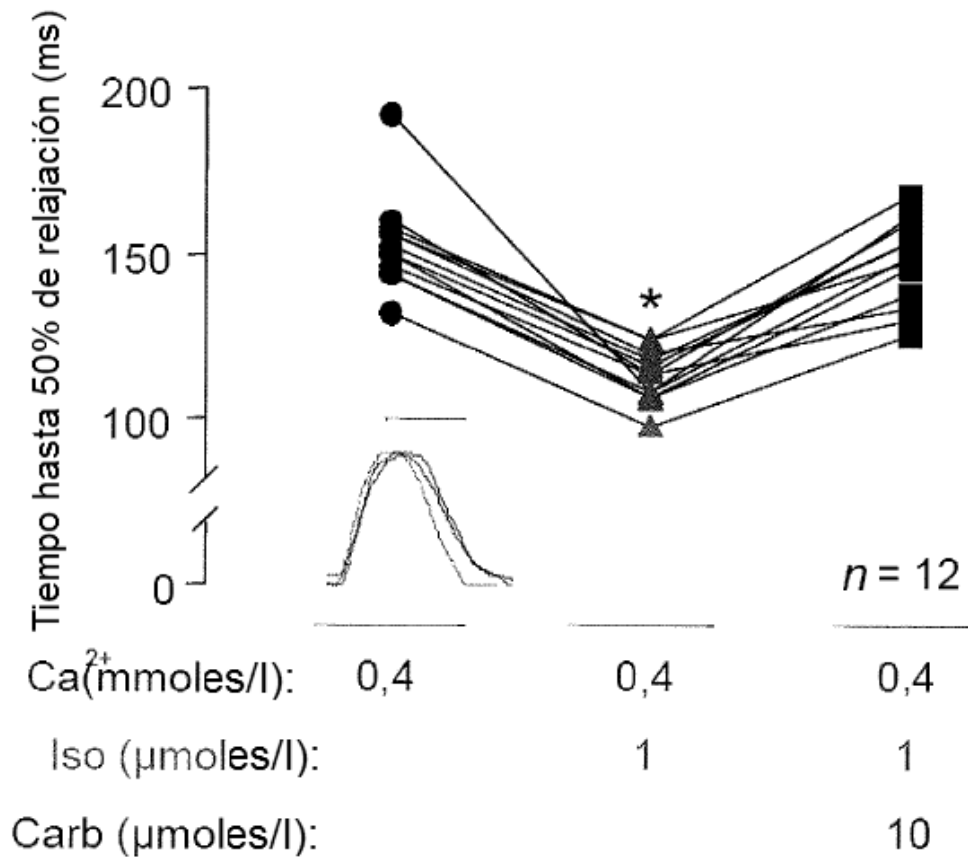 Tiempo hasta 50% de relajación (ms)
200
150
100
0
*
n = 12
Ca²⁺(mmoles/l): 0,4 0,4 0,4
Iso (µmoles/l): 1 1
Carb (µmoles/l): 10